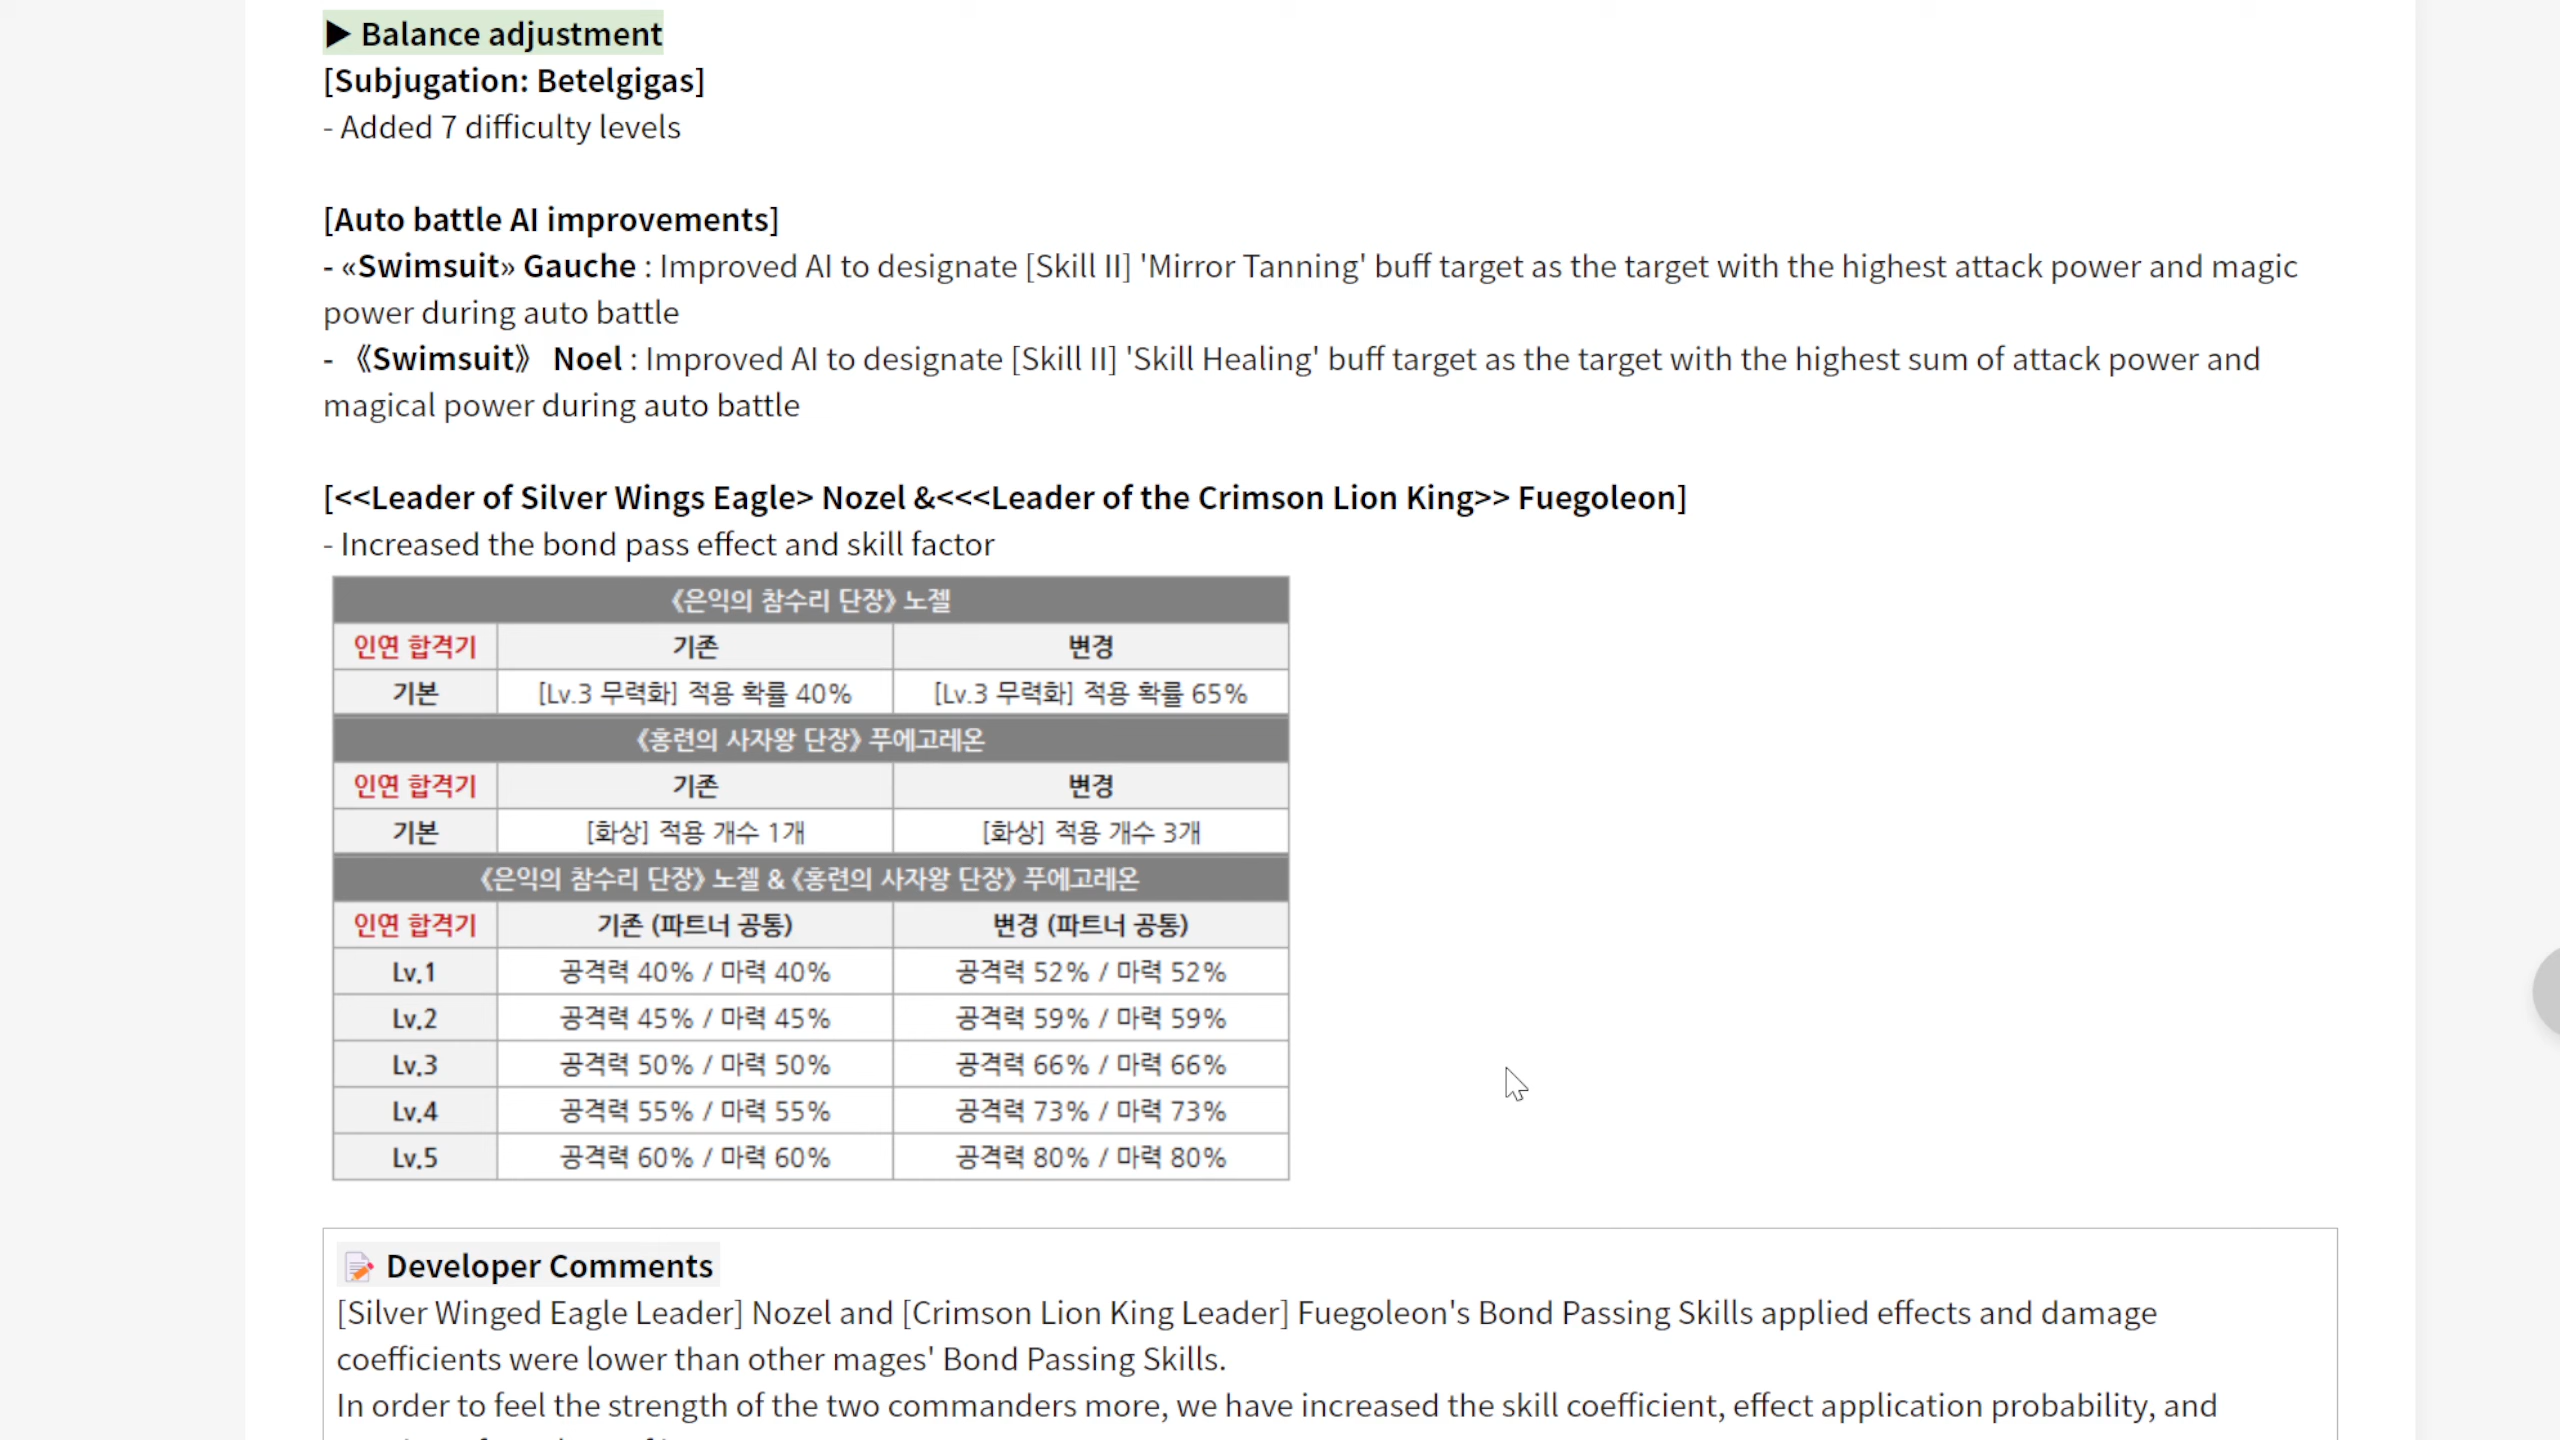 ▶ Balance adjustment
[Subjugation: Betelgigas]
- Added 7 difficulty levels
[Auto battle AI improvements]
- «Swimsuit» Gauche : Improved AI to designate [Skill II] 'Mirror Tanning' buff target as the target with the highest attack power and magic
power during auto battle
- 《Swimsuit》 Noel : Improved AI to designate [Skill II] 'Skill Healing' buff target as the target with the highest sum of attack power and
magical power during auto battle
[<<Leader of Silver Wings Eagle> Nozel &<<<Leader of the Crimson Lion King>> Fuegoleon]
- Increased the bond pass effect and skill factor
《은익의 참수리 단장》 노젤
인연 합격기 기존 변경
기본 [Lv.3 무력화] 적용 확률 40% [Lv.3 무력화] 적용 확률 65%
《홍련의 사자왕 단장》 푸에고레온
인연 합격기 기존 변경
기본 [화상] 적용 개수 1개 [화상] 적용 개수 3개
《은익의 참수리 단장》 노젤 & 《홍련의 사자왕 단장》 푸에고레온
인연 합격기 기존 (파트너 공통) 변경 (파트너 공통)
Lv.1 공격력 40% / 마력 40% 공격력 52% / 마력 52%
Lv.2 공격력 45% / 마력 45% 공격력 59% / 마력 59%
Lv.3 공격력 50% / 마력 50% 공격력 66% / 마력 66%
Lv.4 공격력 55% / 마력 55% 공격력 73% / 마력 73%
Lv.5 공격력 60% / 마력 60% 공격력 80% / 마력 80%
Developer Comments
[Silver Winged Eagle Leader] Nozel and [Crimson Lion King Leader] Fuegoleon's Bond Passing Skills applied effects and damage
coefficients were lower than other mages' Bond Passing Skills.
In order to feel the strength of the two commanders more, we have increased the skill coefficient, effect application probability, and